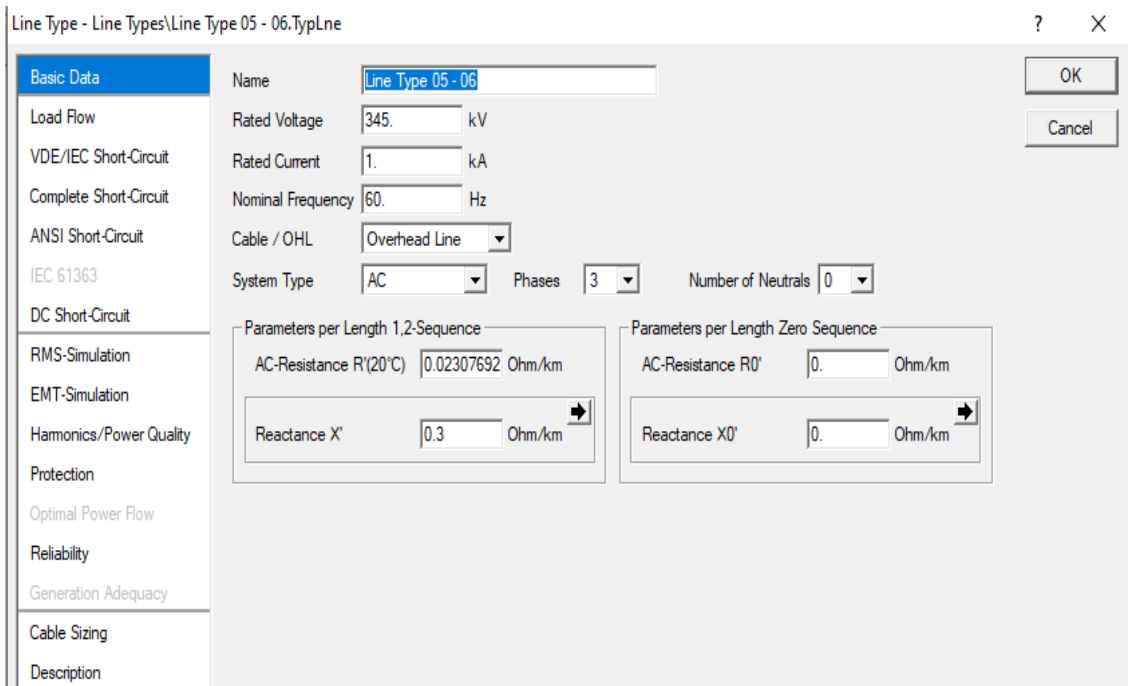 Line Type - Line Types\Line Type 05 - 06.TypLne ? X
Basic Data
Load Flow
VDE/IEC Short-Circuit
Complete Short-Circuit
ANSI Short-Circuit
IEC 61363
DC Short-Circuit
RMS-Simulation
EMT-Simulation
Harmonics/Power Quality
Protection
Optimal Power Flow
Reliability
Generation Adequacy
Cable Sizing
Description
Name Line Type 05 - 06
Rated Voltage 345. kV
Rated Current 1. kA
Nominal Frequency 60. Hz
Cable / OHL Overhead Line
System Type AC Phases 3 Number of Neutrals 0
Parameters per Length 1,2-Sequence
AC-Resistance R'(20°C) 0.02307692 Ohm/km
Reactance X' 0.3 Ohm/km
Parameters per Length Zero Sequence
AC-Resistance R0' 0. Ohm/km
Reactance X0' 0. Ohm/km
OK
Cancel